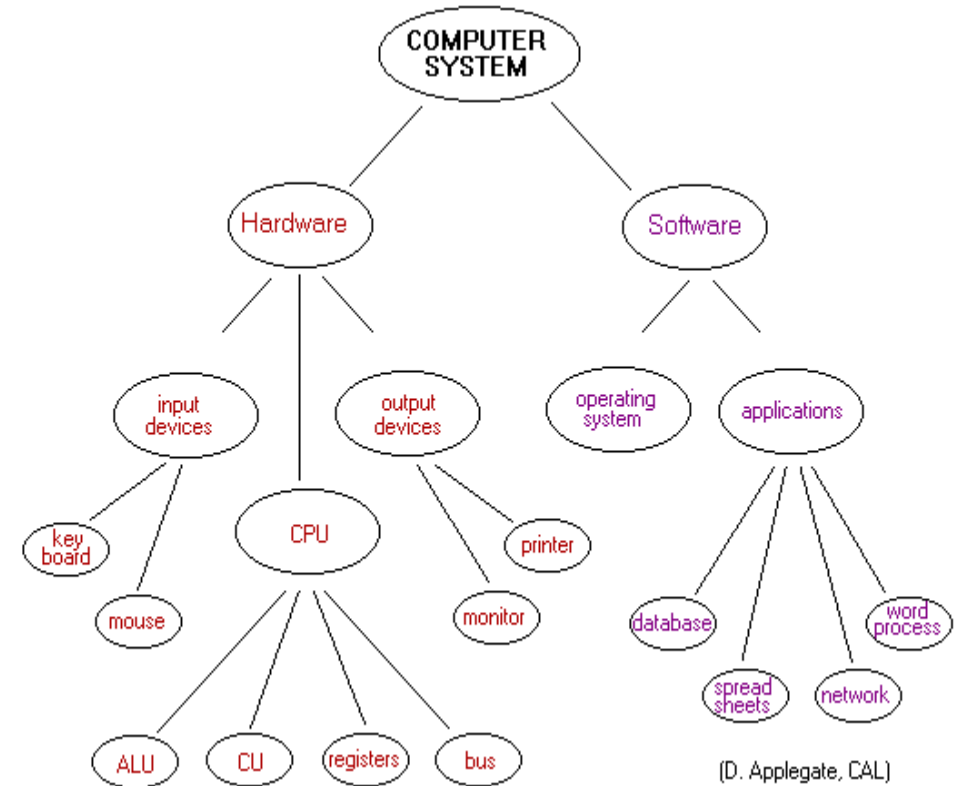 COMPUTER
SYSTEM
Hardware
Software
input
devices
output
devices
operating
system
applications
key
board
mouse
CPU
printer
monitor
database
word
process
spread
sheets
network
ALU
CU
registers
bus
(D. Applegate, CAL)